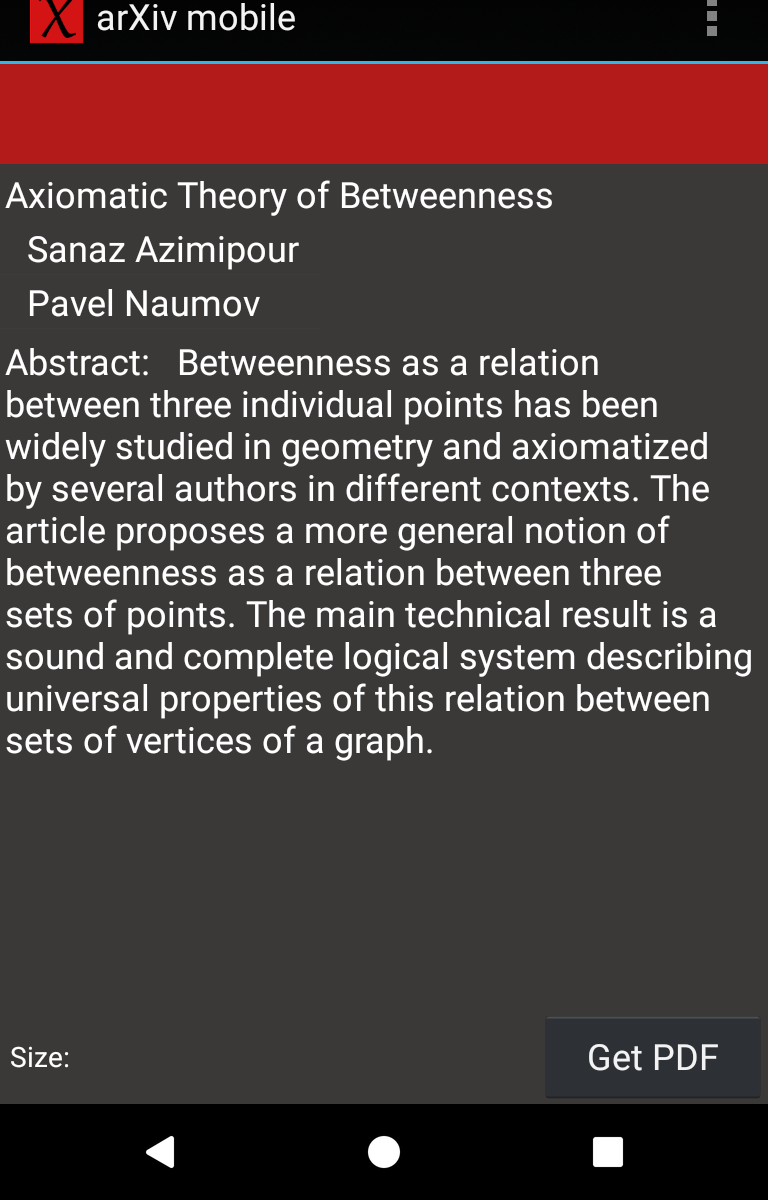 X arXiv mobile
Axiomatic Theory of Betweenness
Sanaz Azimipour
Pavel Naumov
Abstract: Betweenness as a relation
between three individual points has been
widely studied in geometry and axiomatized
by several authors in different contexts. The
article proposes a more general notion of
betweenness as a relation between three
sets of points. The main technical result is a
sound and complete logical system describing
universal properties of this relation between
sets of vertices of a graph.
Size:
Get PDF